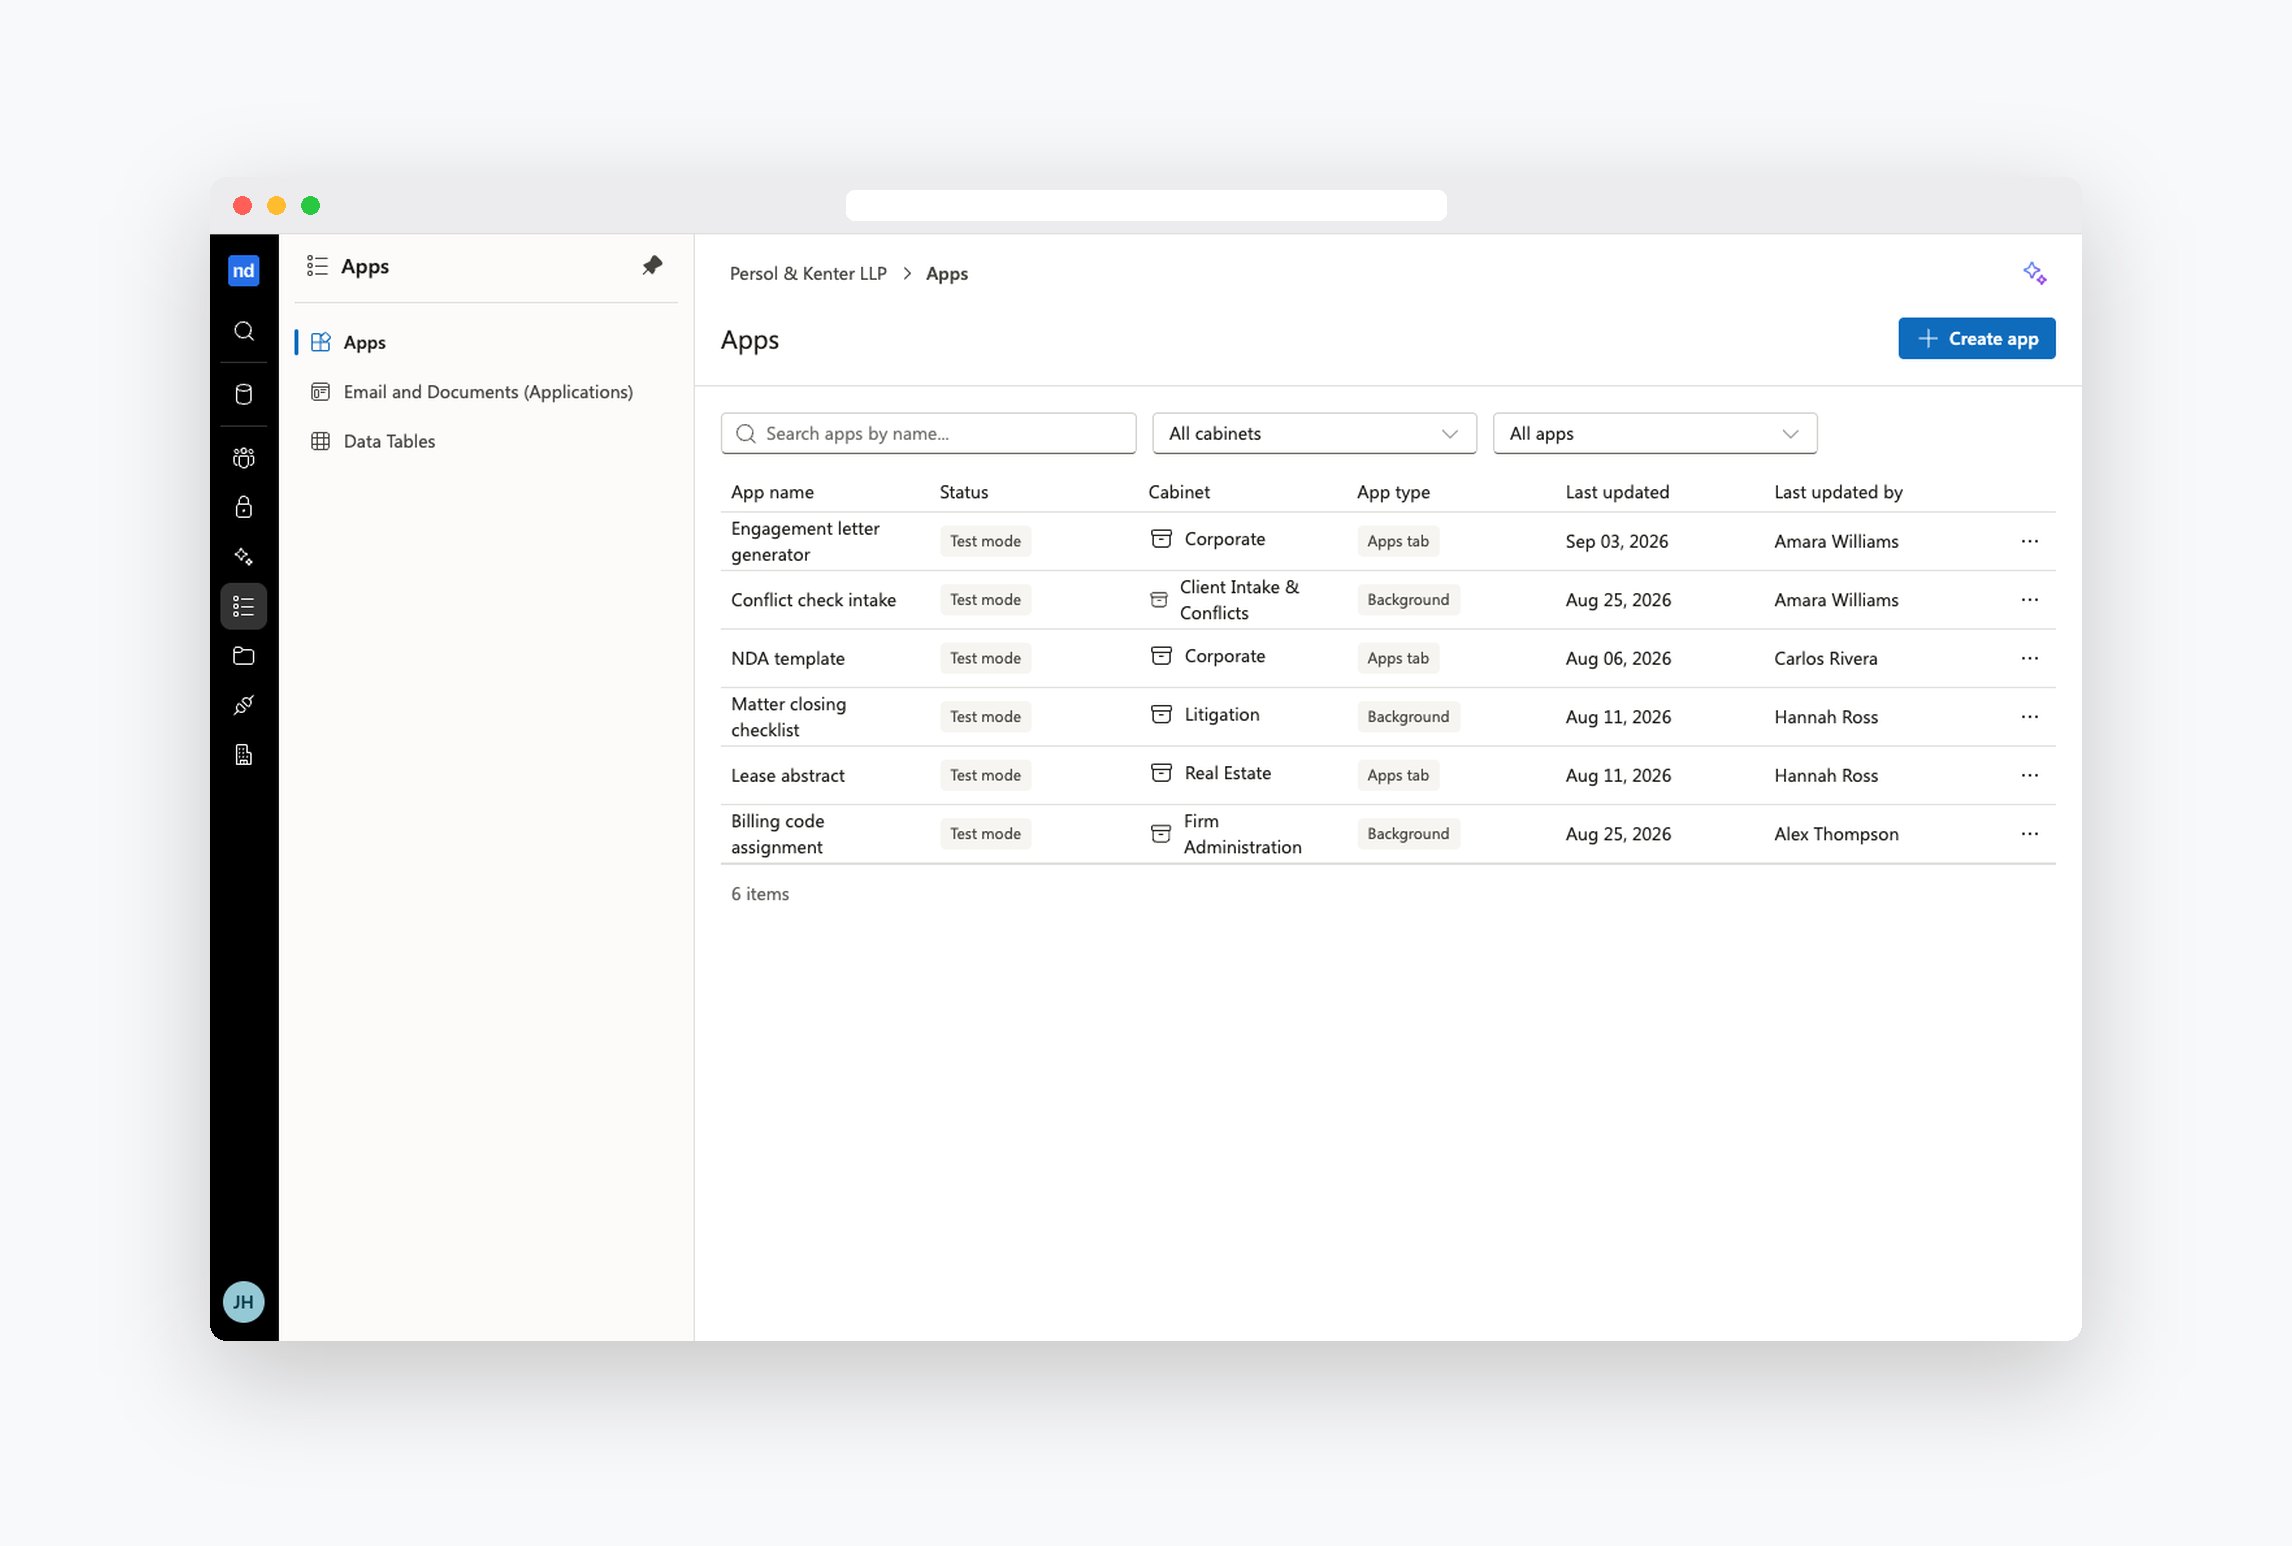 nd
Apps
Apps
Email and Documents (Applications)
Data Tables
JH
Persol & Kenter LLP > Apps
Apps
Create app
Search apps by name...
All cabinets
All apps
App name Status Cabinet App type Last updated Last updated by
Engagement letter
generator
Test mode
Corporate
Apps tab
Sep 03, 2026
Amara Williams
Conflict check intake
Test mode
Client Intake &
Conflicts
Background
Aug 25, 2026
Amara Williams
NDA template
Test mode
Corporate
Apps tab
Aug 06, 2026
Carlos Rivera
Matter closing
checklist
Test mode
Litigation
Background
Aug 11, 2026
Hannah Ross
Lease abstract
Test mode
Real Estate
Apps tab
Aug 11, 2026
Hannah Ross
Billing code
assignment
Test mode
Firm
Administration
Background
Aug 25, 2026
Alex Thompson
6 items